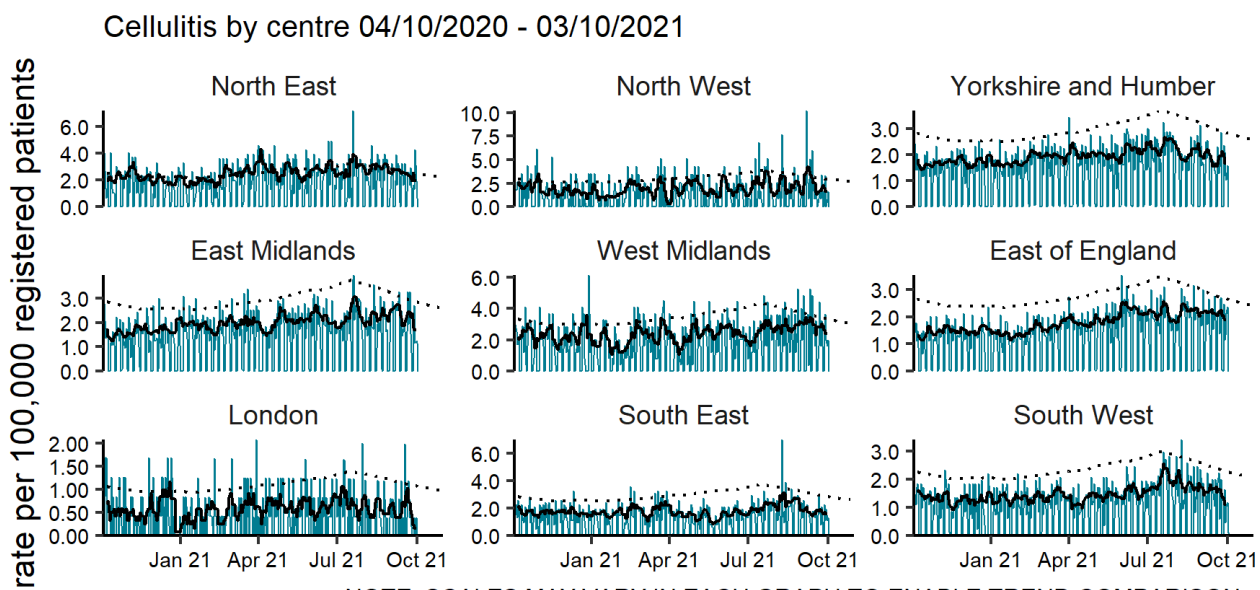 Cellulitis by centre 04/10/2020 - 03/10/2021
rate per 100,000 registered patients
North East
North West
Yorkshire and Humber
6.0
4.0
2.0
0.0
10.0
7.5
5.0
2.5
0.0
3.0
2.0
1.0
0.0
East Midlands
West Midlands
East of England
3.0
2.0
1.0
0.0
6.0
4.0
2.0
0.0
3.0
2.0
1.0
0.0
London
South East
South West
2.00
1.50
1.00
0.50
0.00
6.0
4.0
2.0
0.0
3.0
2.0
1.0
0.0
Jan 21 Apr 21 Jul 21 Oct 21
Jan 21 Apr 21 Jul 21 Oct 21
Jan 21 Apr 21 Jul 21 Oct 21
EACH GRAPH TO ENABLE TREND COMPARISON